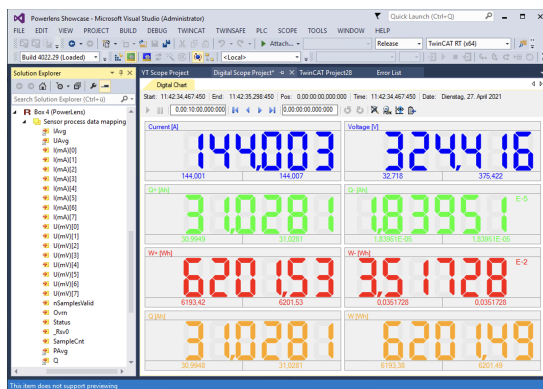 Powerlens Showcase - Microsoft Visual Studio (Administrator)
Quick Launch (Ctrl+Q)
FILE EDIT VIEW PROJECT BUILD DEBUG TWINCAT TWINSAFE PLC SCOPE TOOLS WINDOW HELP
Attach... Release TwinCAT RT (x64)
Build 4022.29 (Loaded) <Local>
Solution Explorer
Search Solution Explorer (Ctrl+ü)
Box 4 (PowerLens)
Sensor process data mapping
IAvg
UAvg
I(mA)[0]
I(mA)[1]
I(mA)[2]
I(mA)[3]
I(mA)[4]
I(mA)[5]
I(mA)[6]
I(mA)[7]
U(mV)[0]
U(mV)[1]
U(mV)[2]
U(mV)[3]
U(mV)[4]
U(mV)[5]
U(mV)[6]
U(mV)[7]
nSamplesValid
Ovrn
Status
_Rsv0
SampleCnt
PAvg
Q
YT Scope Project Digital Scope Project* TwinCAT Project28 Error List
Digital Chart
Start: 11:42:34,467:450 End: 11:42:35,298:450 Pos: 0.00:00:00.000,000 Time: 11:42:34,467:450 Date: Dienstag, 27. April 2021
0.00:10:00.000,000 0.00:00:00.000,000
Current [A] Voltage [V]
144,003 324,416
144,001 144,007 32,718 375,422
Q+ [Ah] Q- [Ah]
31,0281 1,83951 E-5
30,9949 31,0281 1,83951E-05 1,83951E-05
W+ [Wh] W- [Wh]
6201,53 3,51728 E-2
6193,42 6201,53 0,0351728 0,0351728
Q [Ah] W [Wh]
31,0281 6201,49
30,9948 31,0281 6193,38 6201,49
This item does not support previewing